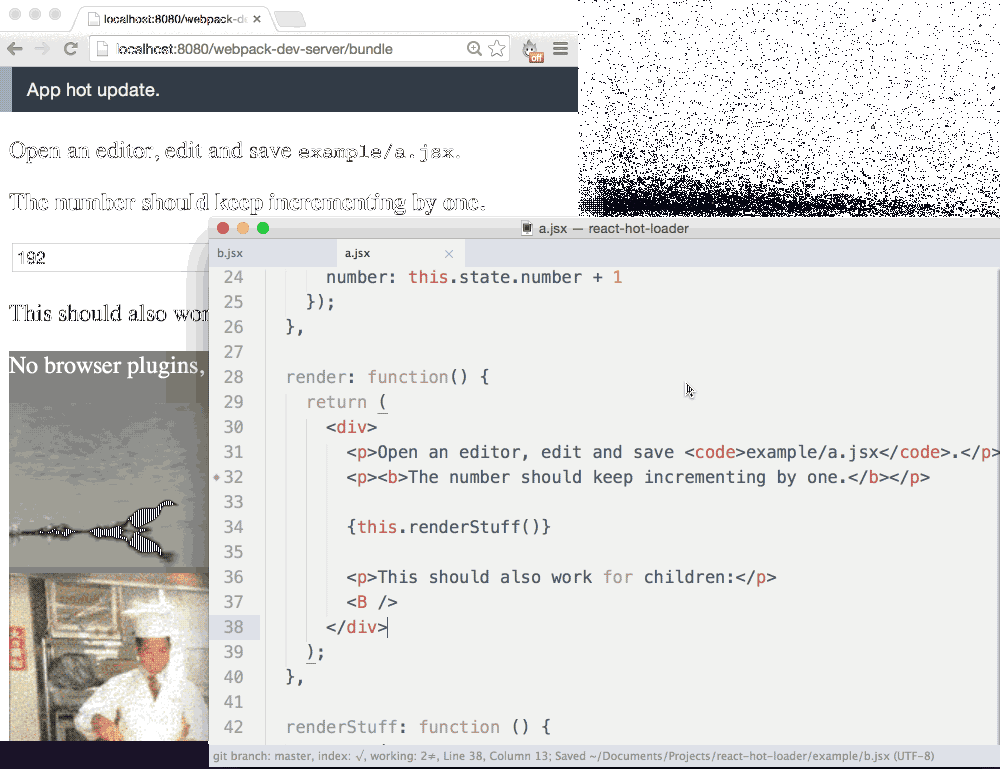 localhost:8080/webpack-de
localhost:8080/webpack-dev-server/bundle
off
App hot update.
Open an editor, edit and save example/a.jsx.
The number should keep incrementing by one.
192
This should also wor
No browser plugins,
a.jsx — react-hot-loader
b.jsx
a.jsx
24 number: this.state.number + 1
25 });
26 },
27
28 render: function() {
29 return (
30 <div>
31 <p>Open an editor, edit and save <code>example/a.jsx</code>.</p>
32 <p><b>The number should keep incrementing by one.</b></p>
33
34 {this.renderStuff()}
35
36 <p>This should also work for children:</p>
37 <B />
38 </div>
39 );
40 },
41
42 renderStuff: function () {
git branch: master, index: √, working: 2≠, Line 38, Column 13; Saved ~/Documents/Projects/react-hot-loader/example/b.jsx (UTF-8)